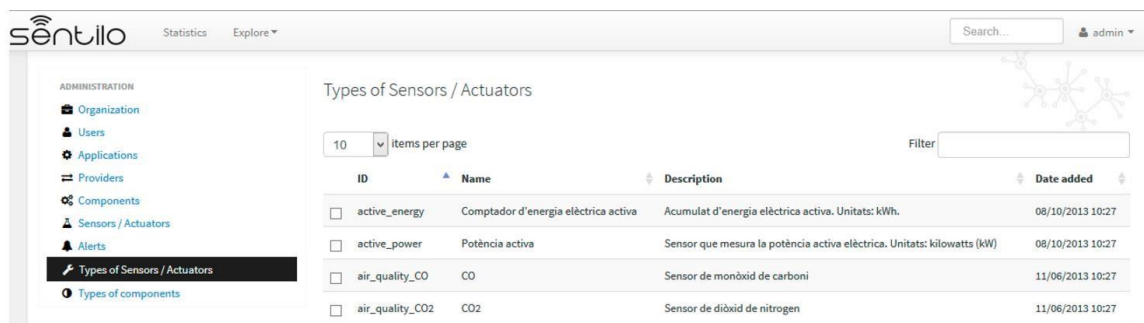 sentilo
Statistics Explore
Search...
admin
ADMINISTRATION
Organization
Users
Applications
Providers
Components
Sensors / Actuators
Alerts
Types of Sensors / Actuators
Types of components
Types of Sensors / Actuators
10 items per page
Filter
ID Name Description Date added
active_energy Comptador d'energia elèctrica activa Acumulat d'energia elèctrica activa. Unitats: kWh. 08/10/2013 10:27
active_power Potència activa Sensor que mesura la potència activa elèctrica. Unitats: kilowatts (kW) 08/10/2013 10:27
air_quality_CO CO Sensor de monòxid de carboni 11/06/2013 10:27
air_quality_CO2 CO2 Sensor de diòxid de nitrogen 11/06/2013 10:27